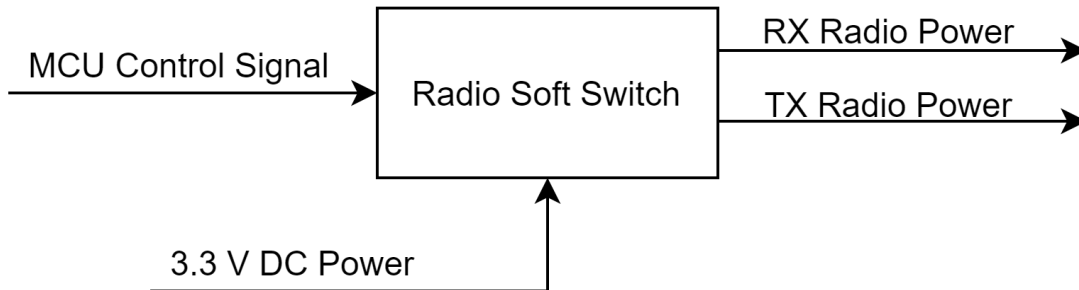 RX Radio Power
MCU Control Signal
Radio Soft Switch
TX Radio Power
3.3 V DC Power